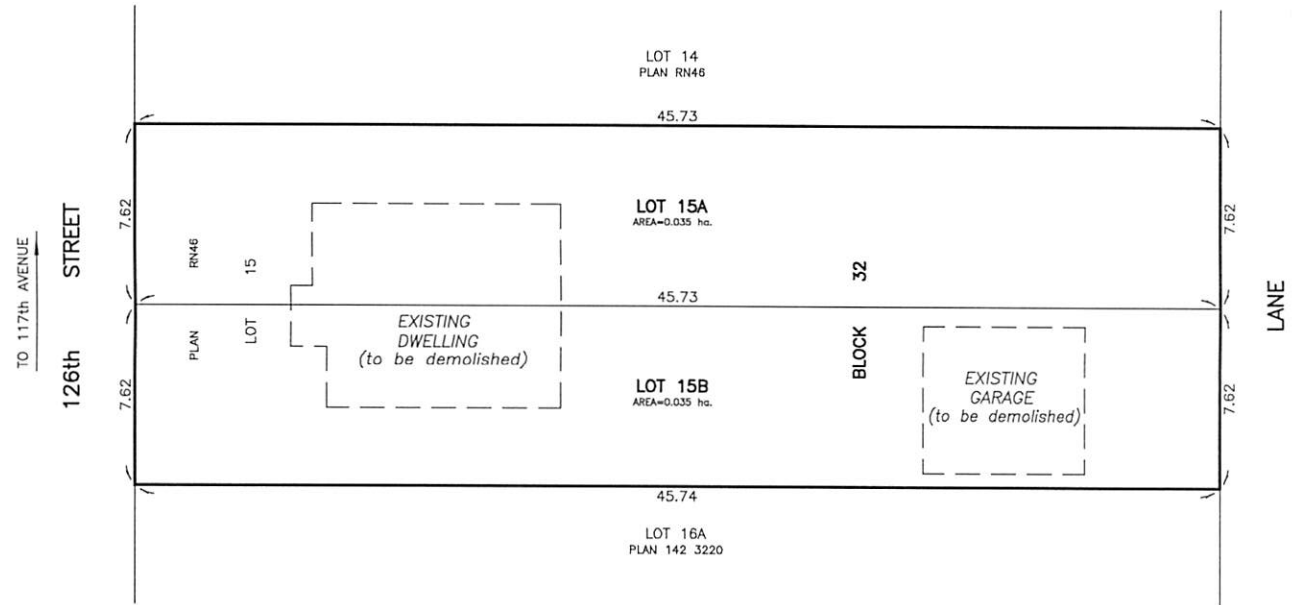 LOT 14
PLAN RN46
45.73
7.62
LOT 15A
AREA=0.035 ha.
7.62
TO 117th AVENUE
126th STREET
PLAN RN46
LOT 15
45.73
BLOCK 32
LANE
EXISTING
DWELLING
(to be demolished)
7.62
LOT 15B
AREA=0.035 ha.
EXISTING
GARAGE
(to be demolished)
7.62
45.74
LOT 16A
PLAN 142 3220